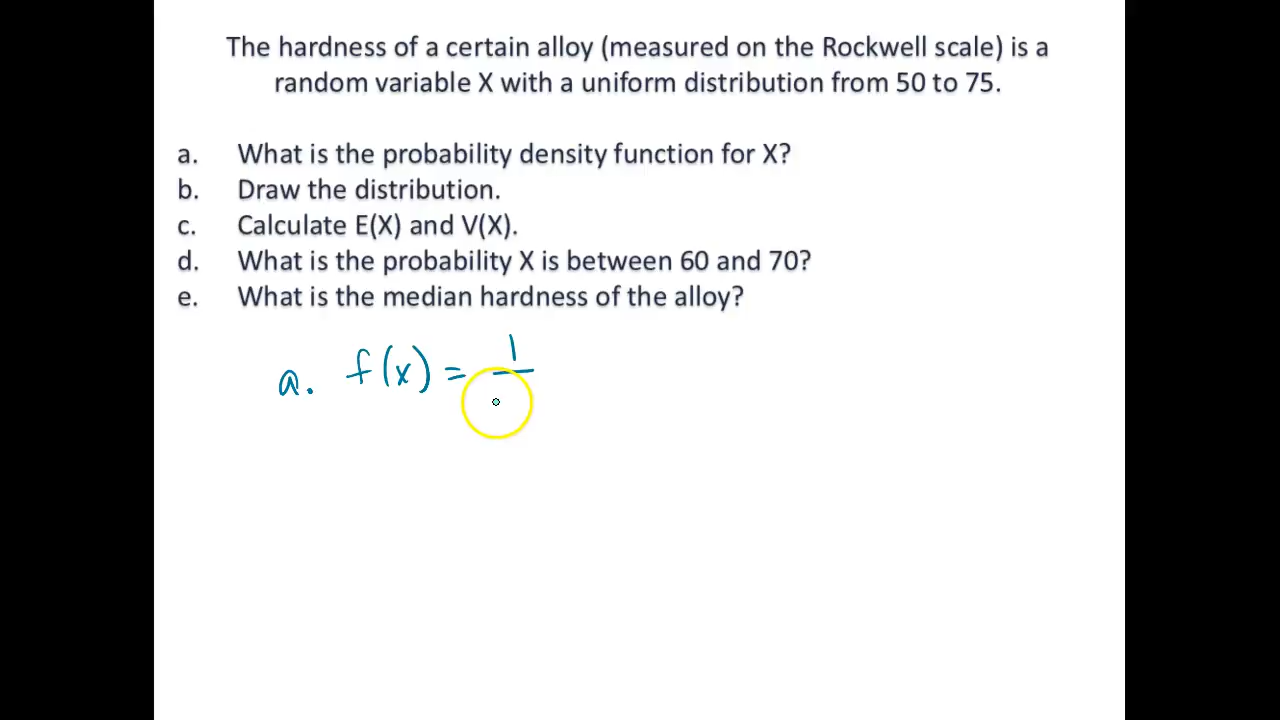 The hardness of a certain alloy (measured on the Rockwell scale) is a
random variable X with a uniform distribution from 50 to 75.
a. What is the probability density function for X?
b. Draw the distribution.
c. Calculate E(X) and V(X).
d. What is the probability X is between 60 and 70?
e. What is the median hardness of the alloy?
1
a. f(x) = —